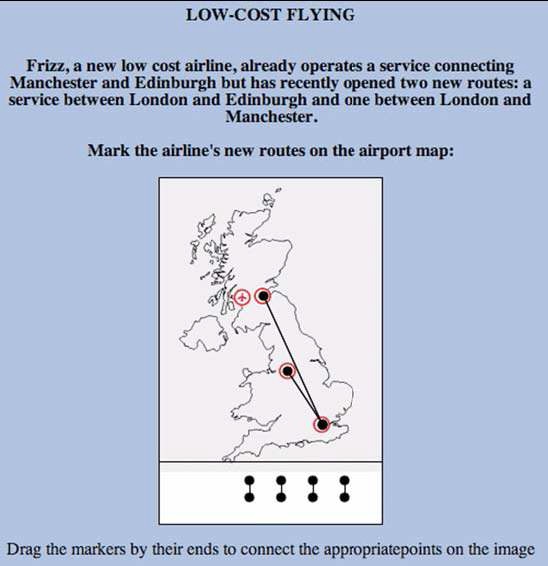 LOW-COST FLYING
Frizz, a new low cost airline, already operates a service connecting
Manchester and Edinburgh but has recently opened two new routes: a
service between London and Edinburgh and one between London and
Manchester.
Mark the airline's new routes on the airport map:
Drag the markers by their ends to connect the appropriatepoints on the image